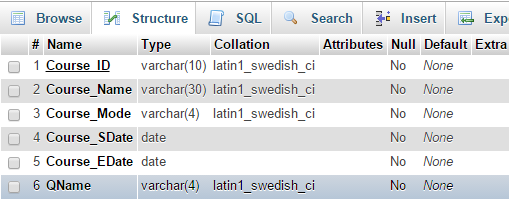 Browse Structure SQL Search Insert Expo
# Name Type Collation Attributes Null Default Extra
1 Course_ID varchar(10) latin1_swedish_ci No None
2 Course_Name varchar(30) latin1_swedish_ci No None
3 Course_Mode varchar(4) latin1_swedish_ci No None
4 Course_SDate date No None
5 Course_EDate date No None
6 QName varchar(4) latin1_swedish_ci No None